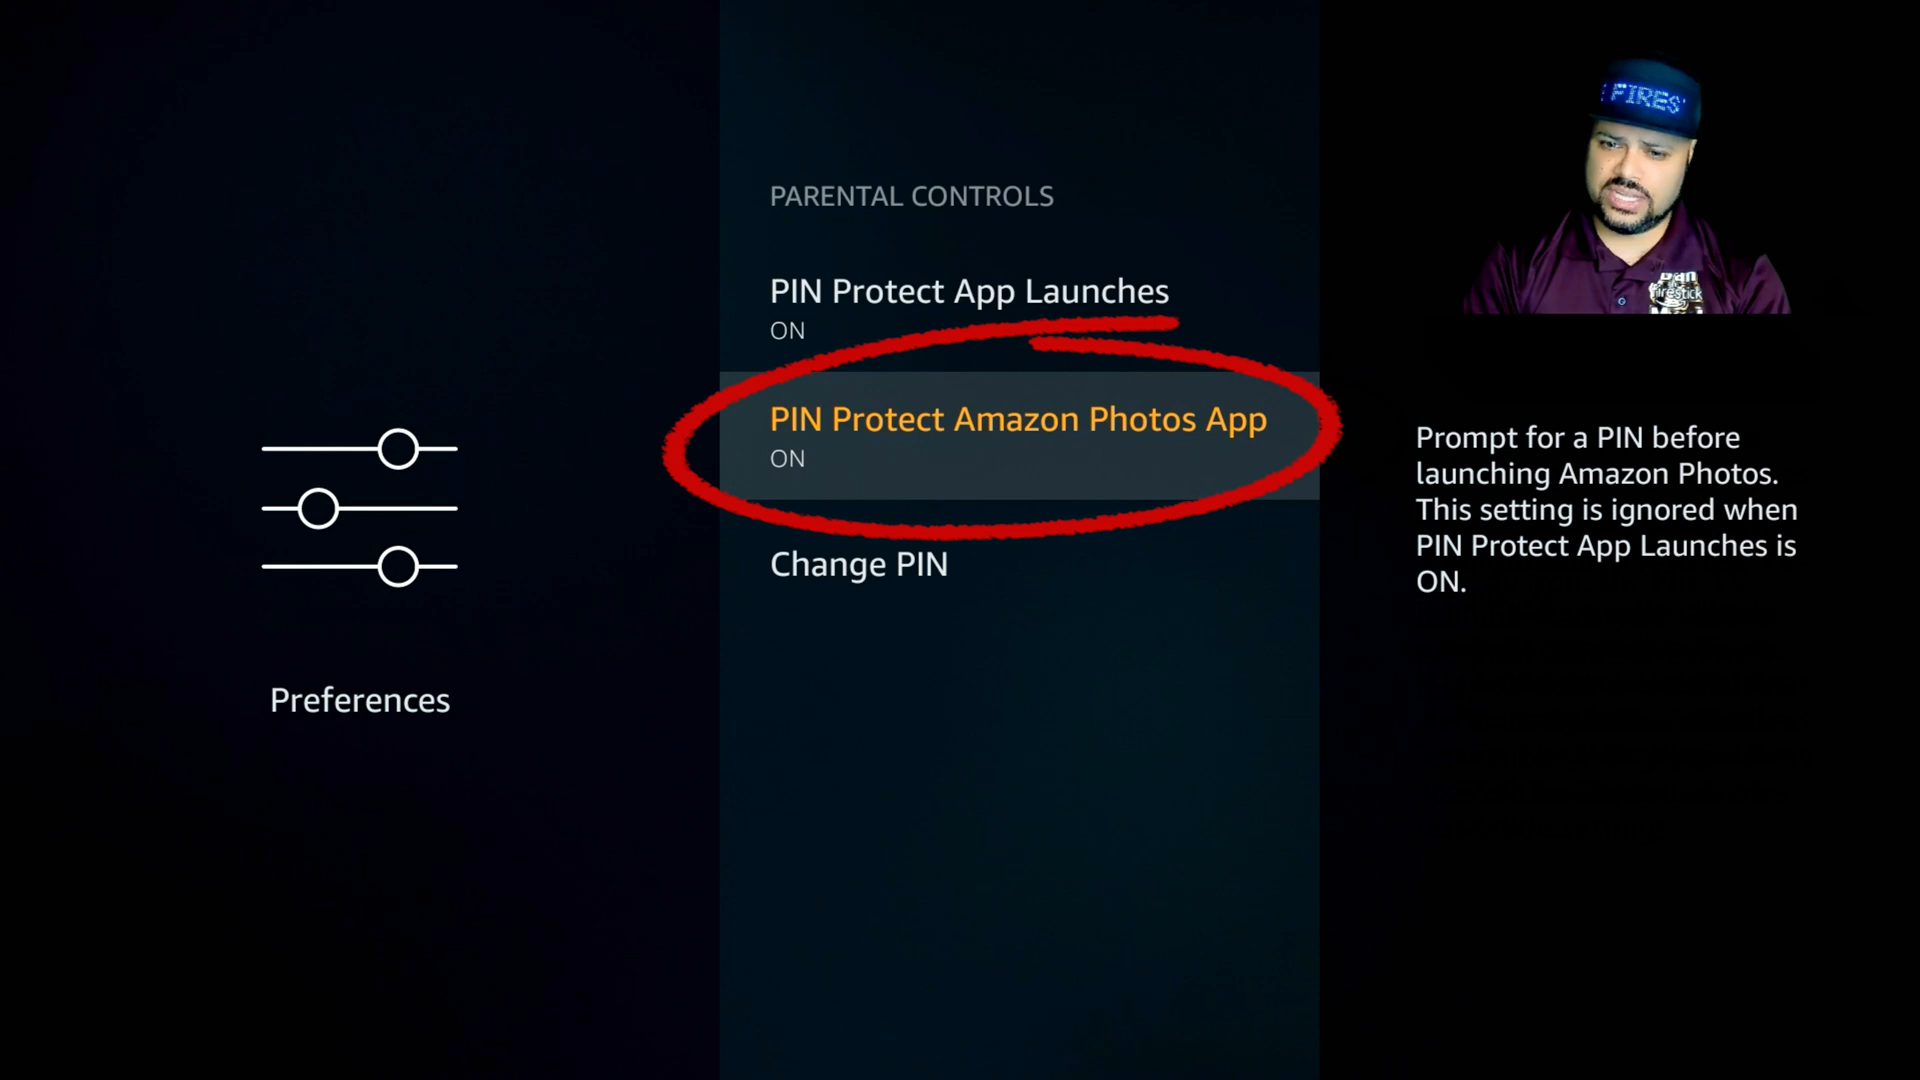 FIRES
PARENTAL CONTROLS
PIN Protect App Launches
ON
PIN Protect Amazon Photos App
ON
Change PIN
Preferences
firestick
Prompt for a PIN before
launching Amazon Photos.
This setting is ignored when
PIN Protect App Launches is
ON.